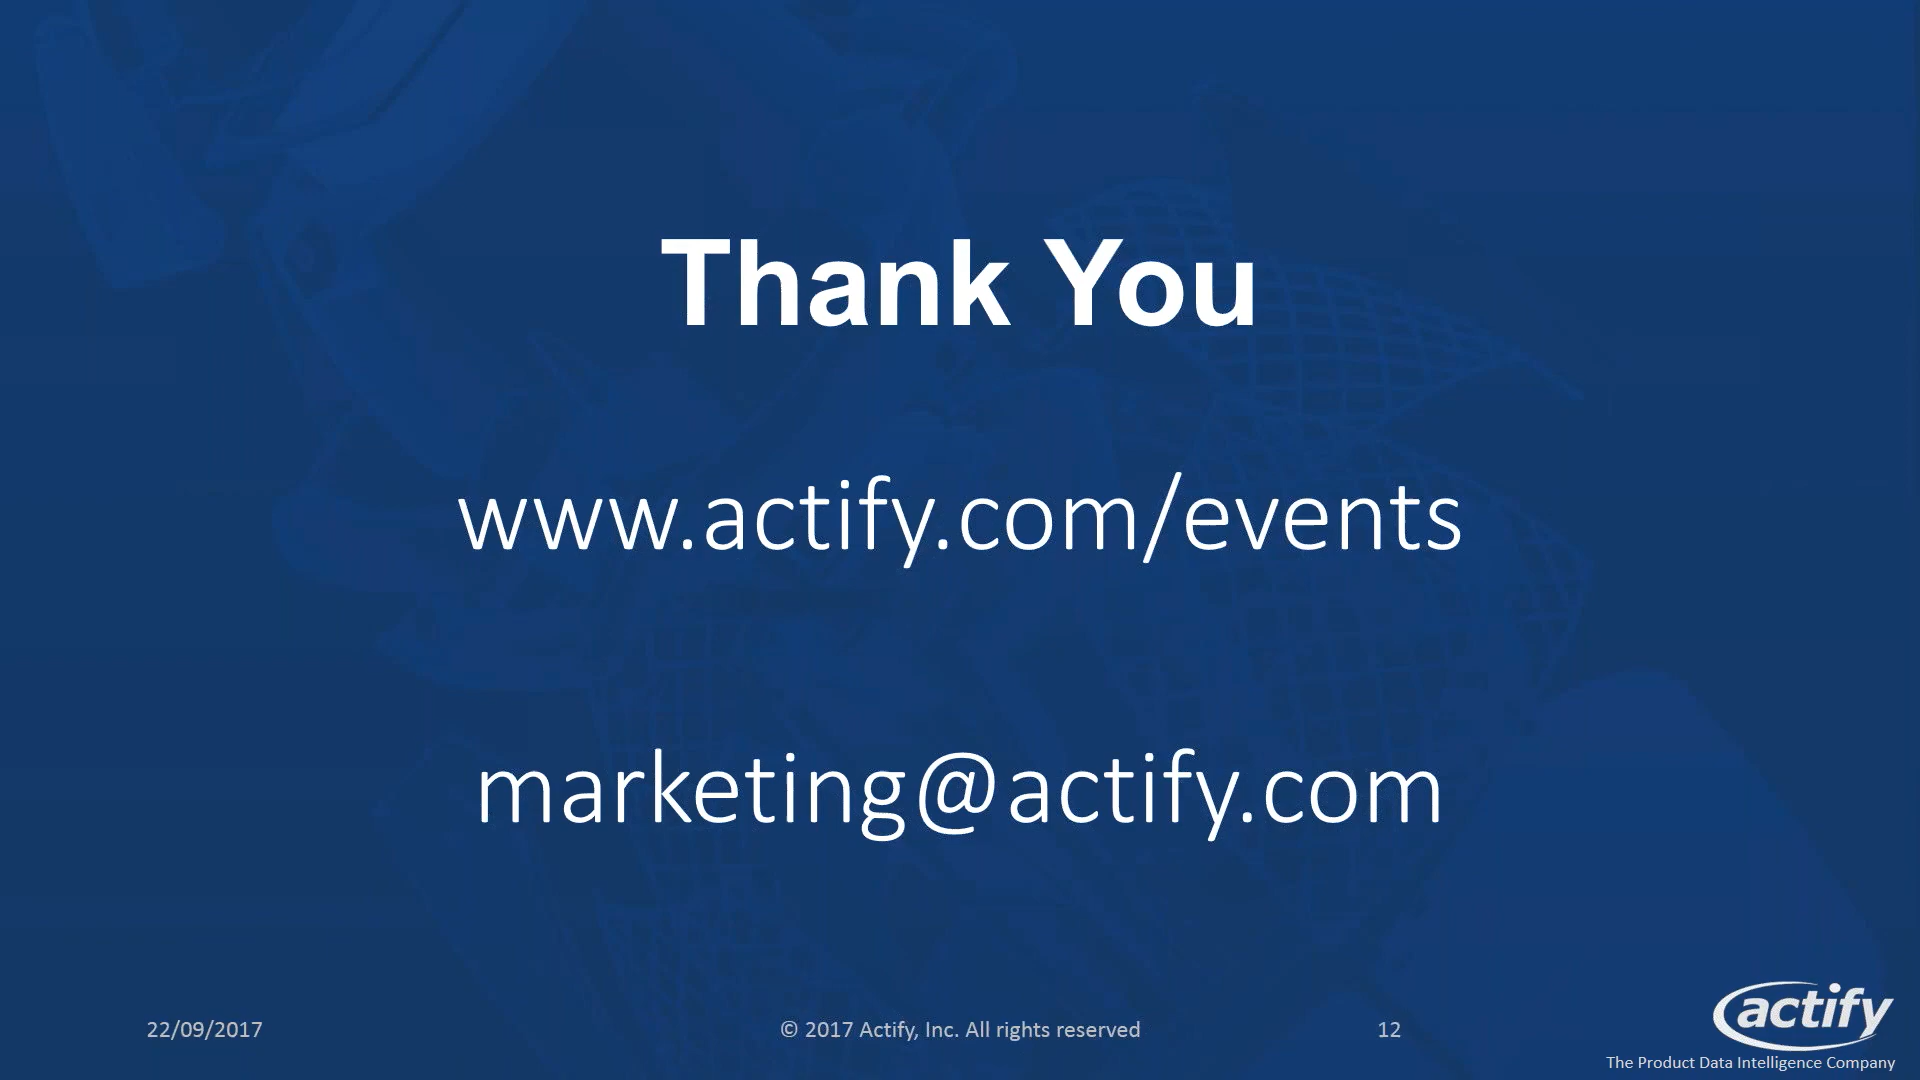 Thank You
www.actify.com/events
marketing@actify.com
22/09/2017
© 2017 Actify, Inc. All rights reserved
12
actify
The Product Data Intelligence Company